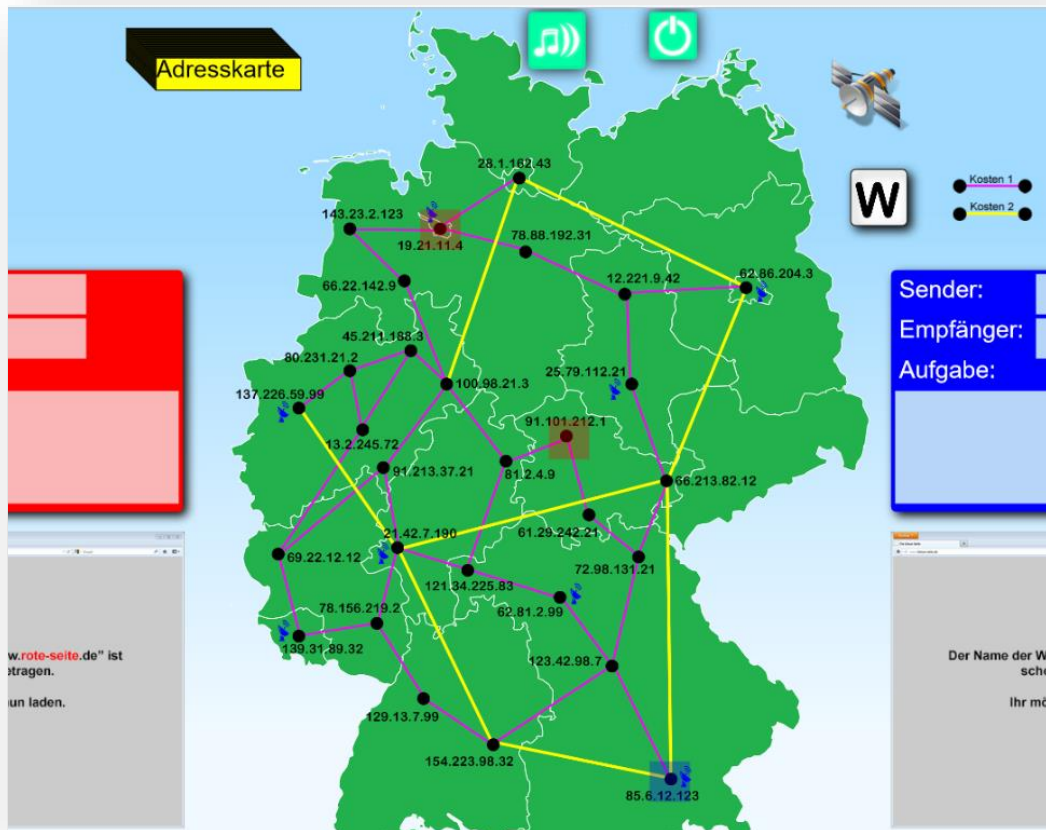 Adresskarte
28.1.162.43
W
Kosten 1
Kosten 2
143.23.2.123
19.21.11.4
78.88.192.31
12.221.9.42
62.86.204.3
66.22.142.9
Sender:
Empfänger:
Aufgabe:
45.211.188.3
80.231.21.2
137.226.59.99
100.98.21.3
25.79.112.21
91.101.212.1
13.2.245.72
91.213.37.21
81.2.4.9
66.213.82.12
61.29.242.21
21.42.7.190
69.22.12.12
72.98.131.21
121.34.225.83
62.81.2.99
78.156.219.2
139.31.89.32
123.42.98.7
129.13.7.99
154.223.98.32
85.6.12.123
w.rote-seite.de" ist
etragen.
un laden.
Der Name der W
sche
Ihr mö